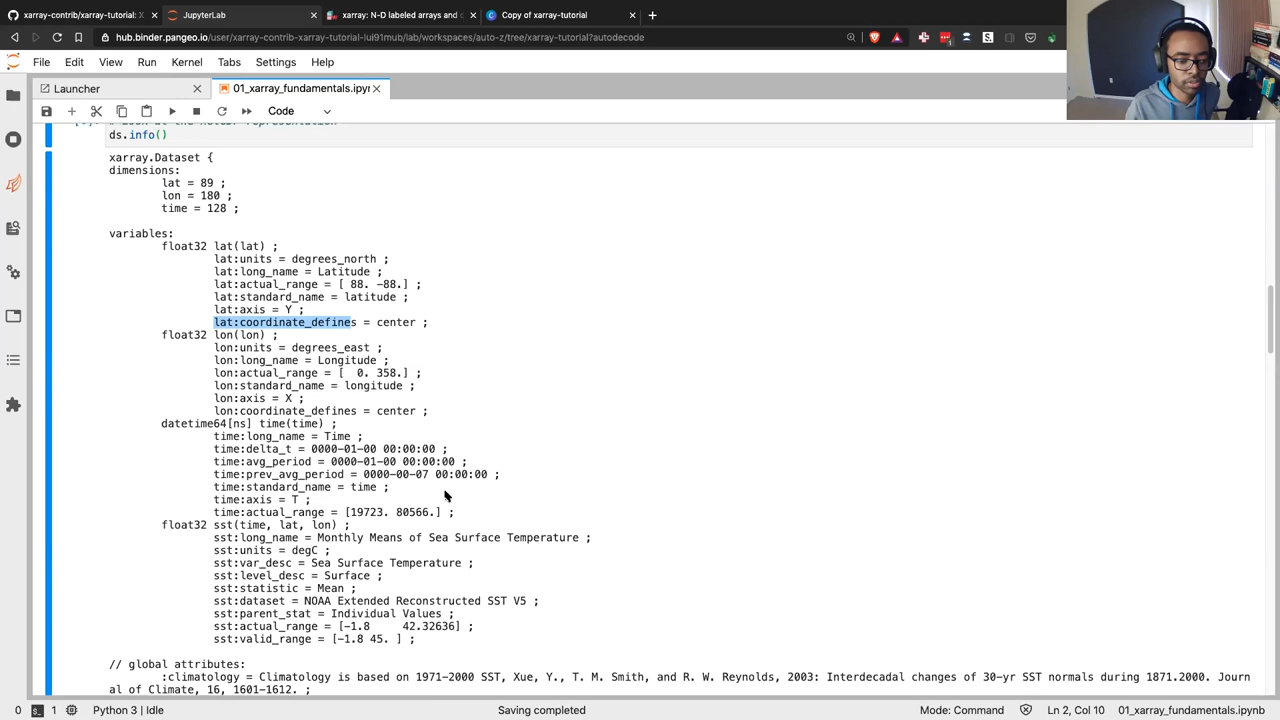 xarray-contrib/xarray-tutorial: X
JupyterLab
xarray: N-D labeled arrays and
Copy of xarray-tutorial
hub.binder.pangeo.io/user/xarray-contrib-xarray-tutorial-lui91mub/lab/workspaces/auto-z/tree/xarray-tutorial?autodecode
File Edit View Run Kernel Tabs Settings Help
Launcher
01_xarray_fundamentals.ipyn
Code
ds.info()
xarray.Dataset {
dimensions:
lat = 89 ;
lon = 180 ;
time = 128 ;
variables:
float32 lat(lat) ;
lat:units = degrees_north ;
lat:long_name = Latitude ;
lat:actual_range = [ 88. -88.] ;
lat:standard_name = latitude ;
lat:axis = Y ;
lat:coordinate_defines = center ;
float32 lon(lon) ;
lon:units = degrees_east ;
lon:long_name = Longitude ;
lon:actual_range = [  0. 358.] ;
lon:standard_name = longitude ;
lon:axis = X ;
lon:coordinate_defines = center ;
datetime64[ns] time(time) ;
time:long_name = Time ;
time:delta_t = 0000-01-00 00:00:00 ;
time:avg_period = 0000-01-00 00:00:00 ;
time:prev_avg_period = 0000-00-07 00:00:00 ;
time:standard_name = time ;
time:axis = T ;
time:actual_range = [19723. 80566.] ;
float32 sst(time, lat, lon) ;
sst:long_name = Monthly Means of Sea Surface Temperature ;
sst:units = degC ;
sst:var_desc = Sea Surface Temperature ;
sst:level_desc = Surface ;
sst:statistic = Mean ;
sst:dataset = NOAA Extended Reconstructed SST V5 ;
sst:parent_stat = Individual Values ;
sst:actual_range = [-1.8     42.32636] ;
sst:valid_range = [-1.8 45. ] ;
// global attributes:
:climatology = Climatology is based on 1971-2000 SST, Xue, Y., T. M. Smith, and R. W. Reynolds, 2003: Interdecadal changes of 30-yr SST normals during 1871.2000. Journ
al of Climate, 16, 1601-1612. ;
0 1 Python 3 | Idle Saving completed Mode: Command Ln 2, Col 10 01_xarray_fundamentals.ipynb